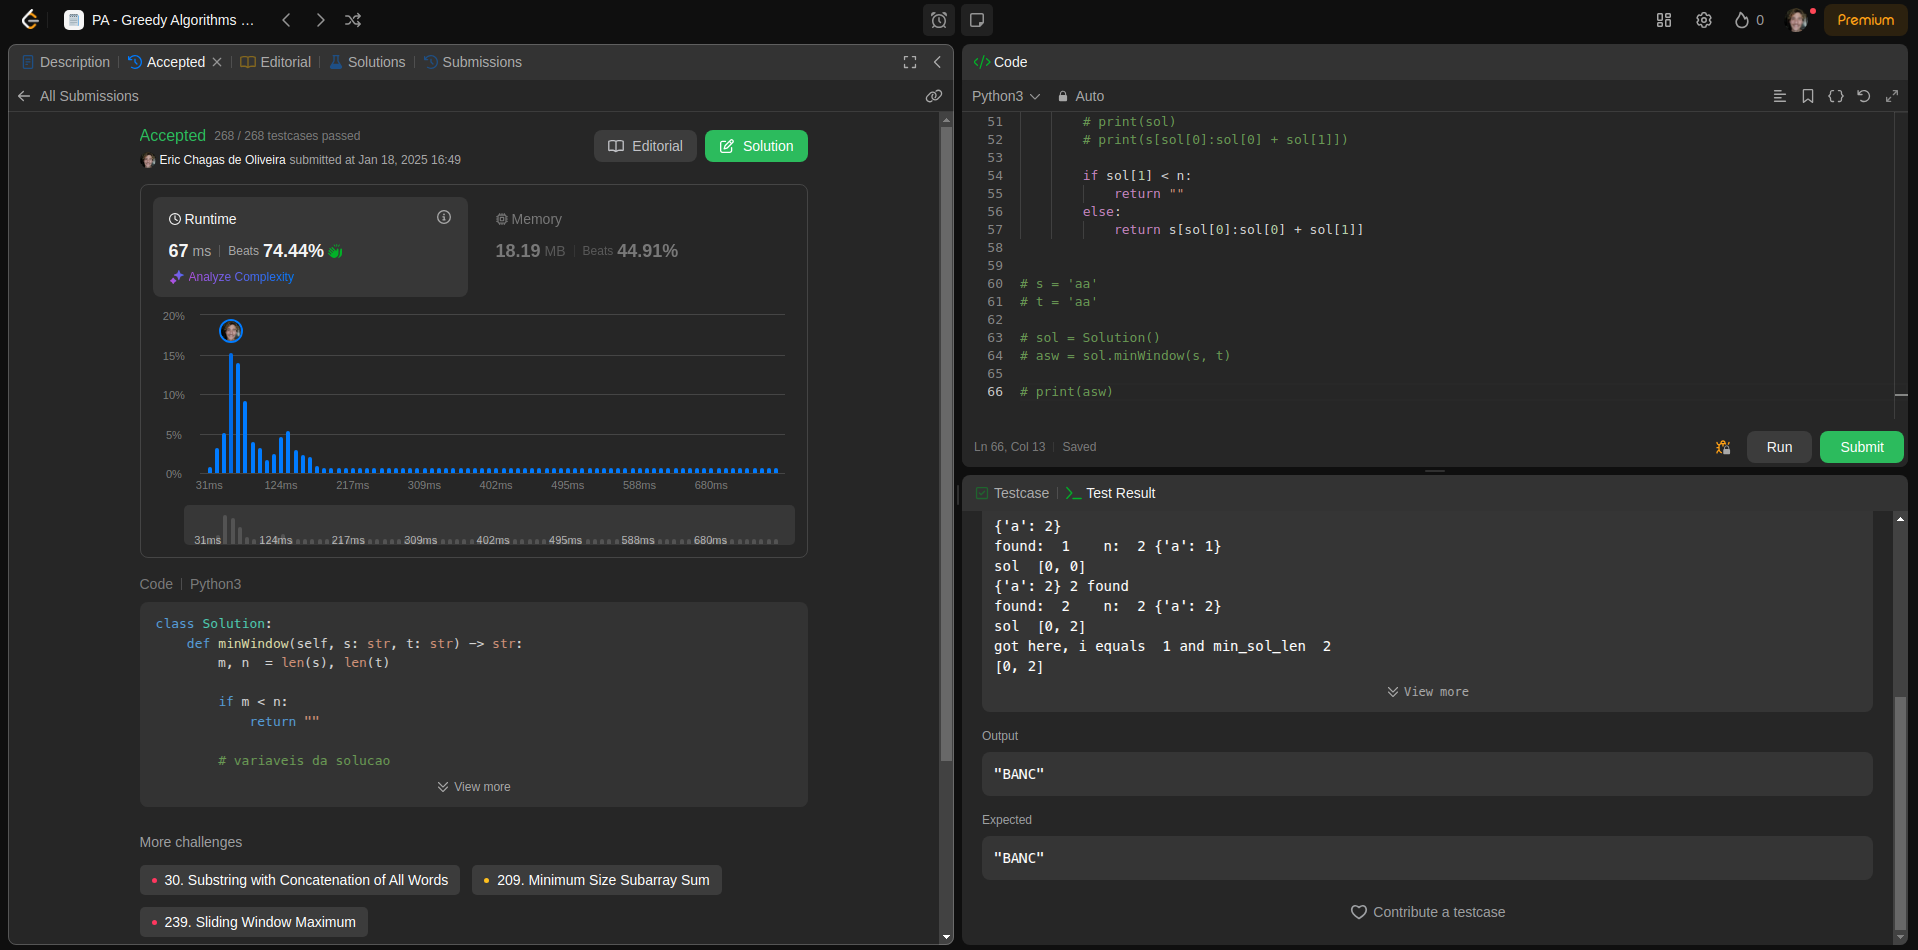 PA - Greedy Algorithms ...
0
Premium
Description
Accepted
Editorial
Solutions
Submissions
All Submissions
Accepted 268 / 268 testcases passed
Eric Chagas de Oliveira submitted at Jan 18, 2025 16:49
Editorial
Solution
Runtime
67 ms
Beats 74.44%
Analyze Complexity
Memory
18.19 MB
Beats 44.91%
20%
15%
10%
5%
0%
31ms 124ms 217ms 309ms 402ms 495ms 588ms 680ms
31ms 124ms 217ms 309ms 402ms 495ms 588ms 680ms
Code | Python3
class Solution:
    def minWindow(self, s: str, t: str) -> str:
        m, n  = len(s), len(t)
        if m < n:
            return ""
        # variaveis da solucao
View more
More challenges
30. Substring with Concatenation of All Words
209. Minimum Size Subarray Sum
239. Sliding Window Maximum
</> Code
Python3
Auto
51         # print(sol)
52         # print(s[sol[0]:sol[0] + sol[1]])
53
54         if sol[1] < n:
55             return ""
56         else:
57             return s[sol[0]:sol[0] + sol[1]]
58
59
60 # s = 'aa'
61 # t = 'aa'
62
63 # sol = Solution()
64 # asw = sol.minWindow(s, t)
65
66 # print(asw)
Ln 66, Col 13 | Saved
Run
Submit
Testcase
>_ Test Result
{'a': 2}
found:  1    n:  2 {'a': 1}
sol  [0, 0]
{'a': 2} 2 found
found:  2    n:  2 {'a': 2}
sol  [0, 2]
got here, i equals  1 and min_sol_len  2
[0, 2]
View more
Output
"BANC"
Expected
"BANC"
Contribute a testcase